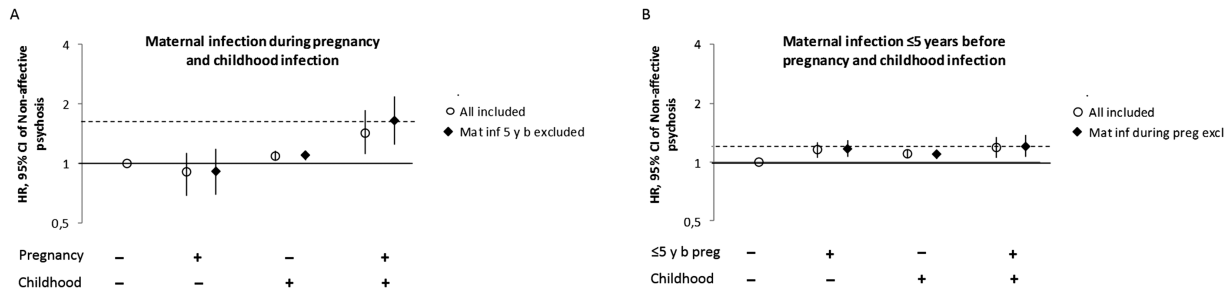 A
Maternal infection during pregnancy
and childhood infection
HR, 95% CI of Non-affective
psychosis
4
2
1
0,5
All included
Mat inf 5 y b excluded
Pregnancy – + – +
Childhood – – + +
B
Maternal infection ≤5 years before
pregnancy and childhood infection
HR, 95% CI of Non-affective
psychosis
4
2
1
0,5
All included
Mat inf during preg excl
≤5 y b preg – + – +
Childhood – – + +